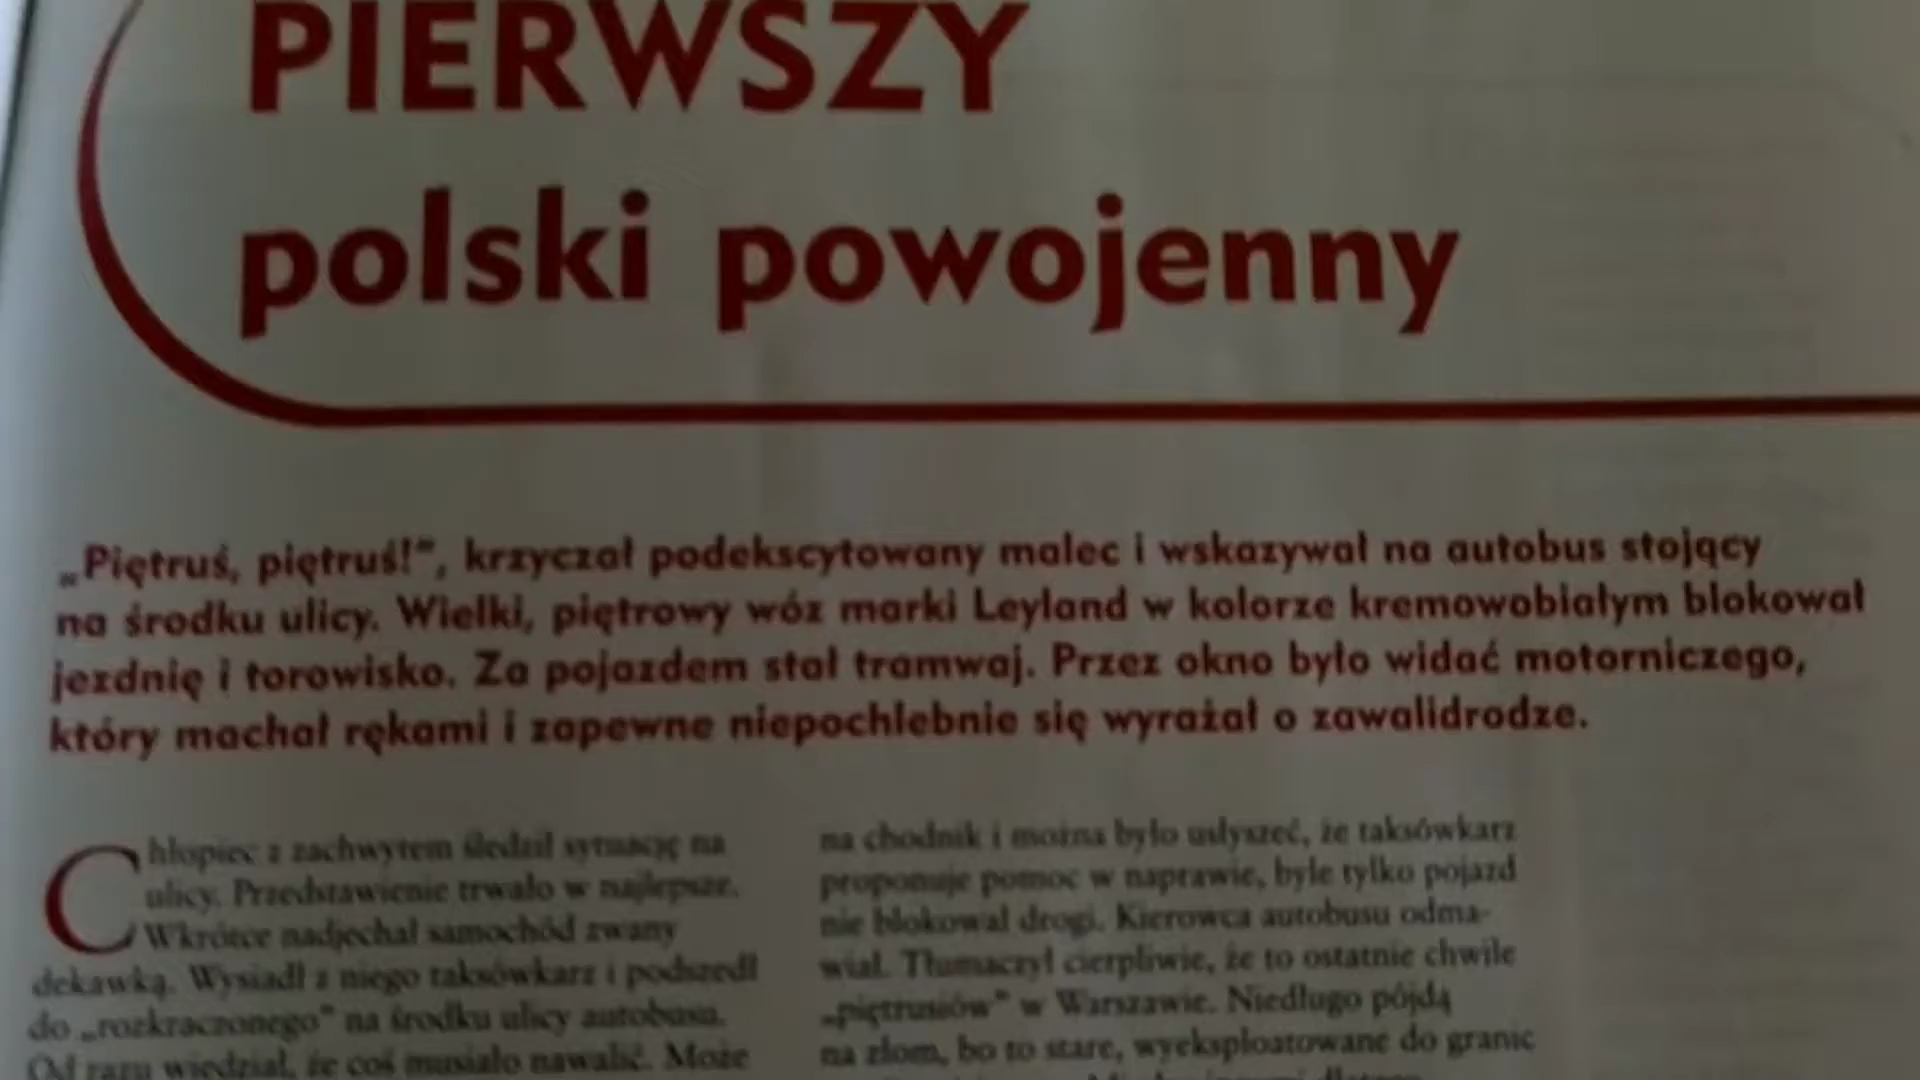 PIERWSZY
polski powojenny
„Piętruś, piętruś!”, krzyczał podekscytowany malec i wskazywał na autobus stojący
na środku ulicy. Wielki, piętrowy wóz marki Leyland w kolorze kremowobiałym blokował
jezdnię i torowisko. Za pojazdem stał tramwaj. Przez okno było widać motorniczego,
który machał rękami i zapewne niepochlebnie się wyrażał o zawalidrodze.
Chłopiec z zachwytem śledził sytuację na
ulicy. Przedstawienie trwało w najlepsze.
Wkrótce nadjechał samochód zwany
dekawką. Wysiadł z niego taksówkarz i podszedł
do „rozkraczonego” na środku ulicy autobusu.
Od razu wiedział, że coś musiało nawalić. Może
na chodnik i można było usłyszeć, że taksówkarz
proponuje pomoc w naprawie, byle tylko pojazd
nie blokował drogi. Kierowca autobusu odma-
wiał. Tłumaczył cierpliwie, że to ostatnie chwile
„piętrusiów” w Warszawie. Niedługo pójdą
na złom, bo to stare, wyeksploatowane do granic